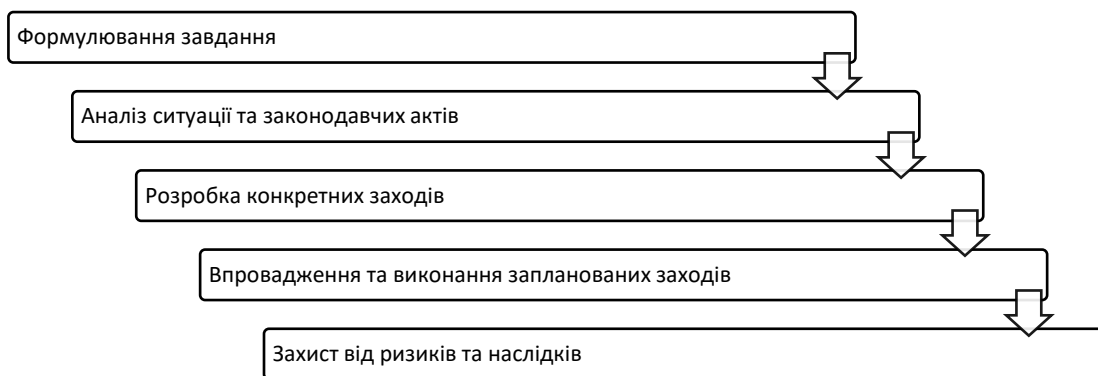 Формулювання завдання
Аналіз ситуації та законодавчих актів
Розробка конкретних заходів
Впровадження та виконання запланованих заходів
Захист від ризиків та наслідків